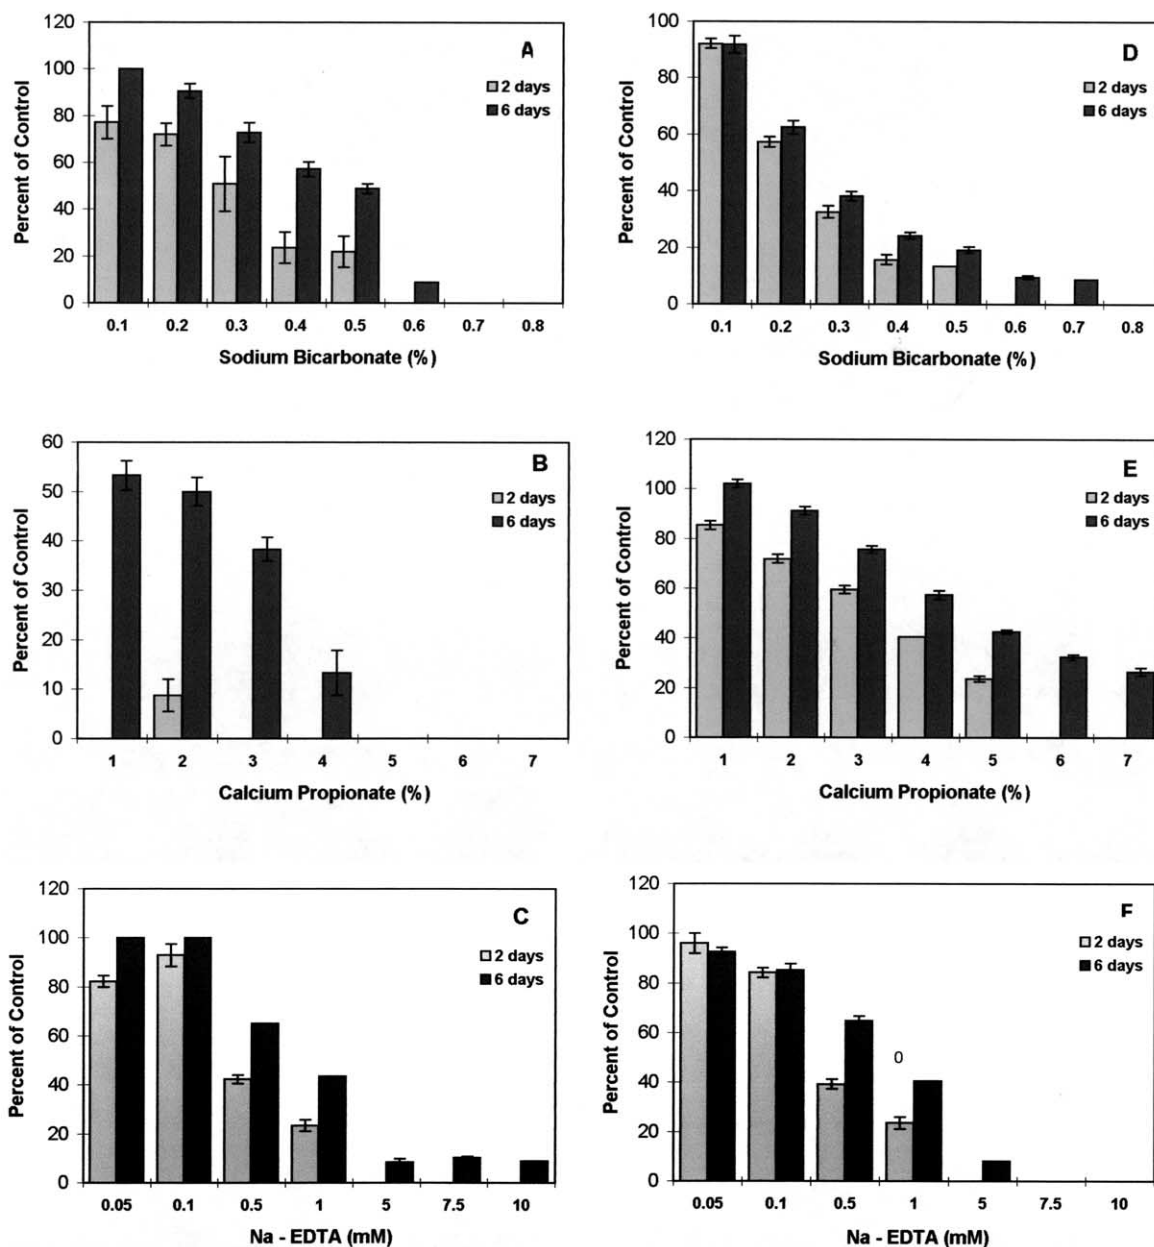 120
100
80
60
40
20
0
Percent of Control
A
2 days
6 days
0.1 0.2 0.3 0.4 0.5 0.6 0.7 0.8
Sodium Bicarbonate (%)
100
80
60
40
20
0
Percent of Control
D
2 days
6 days
0.1 0.2 0.3 0.4 0.5 0.6 0.7 0.8
Sodium Bicarbonate (%)
60
50
40
30
20
10
0
Percent of Control
B
2 days
6 days
1 2 3 4 5 6 7
Calcium Propionate (%)
120
100
80
60
40
20
0
Percent of Control
E
2 days
6 days
1 2 3 4 5 6 7
Calcium Propionate (%)
120
100
80
60
40
20
0
Percent of Control
C
2 days
6 days
0.05 0.1 0.5 1 5 7.5 10
Na - EDTA (mM)
120
100
80
60
40
20
0
Percent of Control
F
2 days
6 days
0
0.05 0.1 0.5 1 5 7.5 10
Na - EDTA (mM)